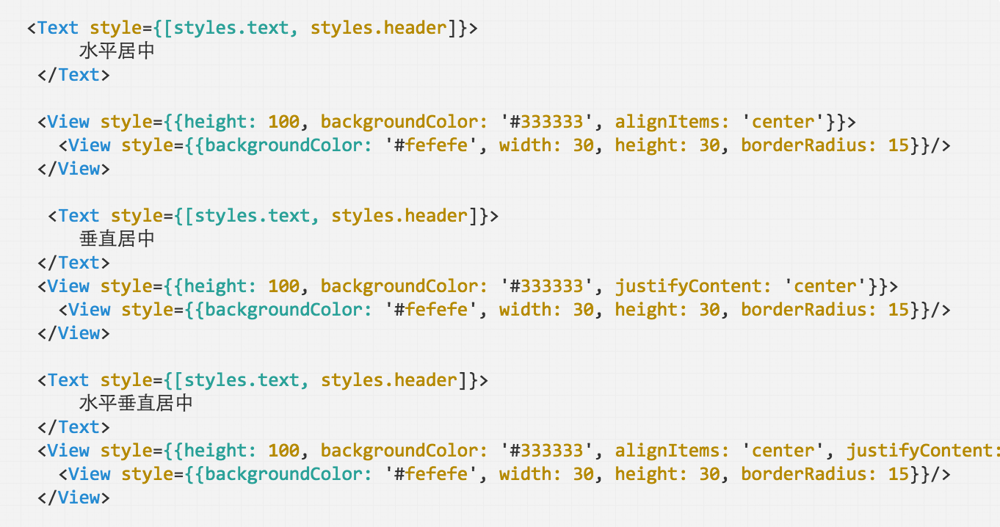 <Text style={[styles.text, styles.header]}>
水平居中
</Text>
<View style={{height: 100, backgroundColor: '#333333', alignItems: 'center'}}>
<View style={{backgroundColor: '#fefefe', width: 30, height: 30, borderRadius: 15}}/>
</View>
<Text style={[styles.text, styles.header]}>
垂直居中
</Text>
<View style={{height: 100, backgroundColor: '#333333', justifyContent: 'center'}}>
<View style={{backgroundColor: '#fefefe', width: 30, height: 30, borderRadius: 15}}/>
</View>
<Text style={[styles.text, styles.header]}>
水平垂直居中
</Text>
<View style={{height: 100, backgroundColor: '#333333', alignItems: 'center', justifyContent:
<View style={{backgroundColor: '#fefefe', width: 30, height: 30, borderRadius: 15}}/>
</View>